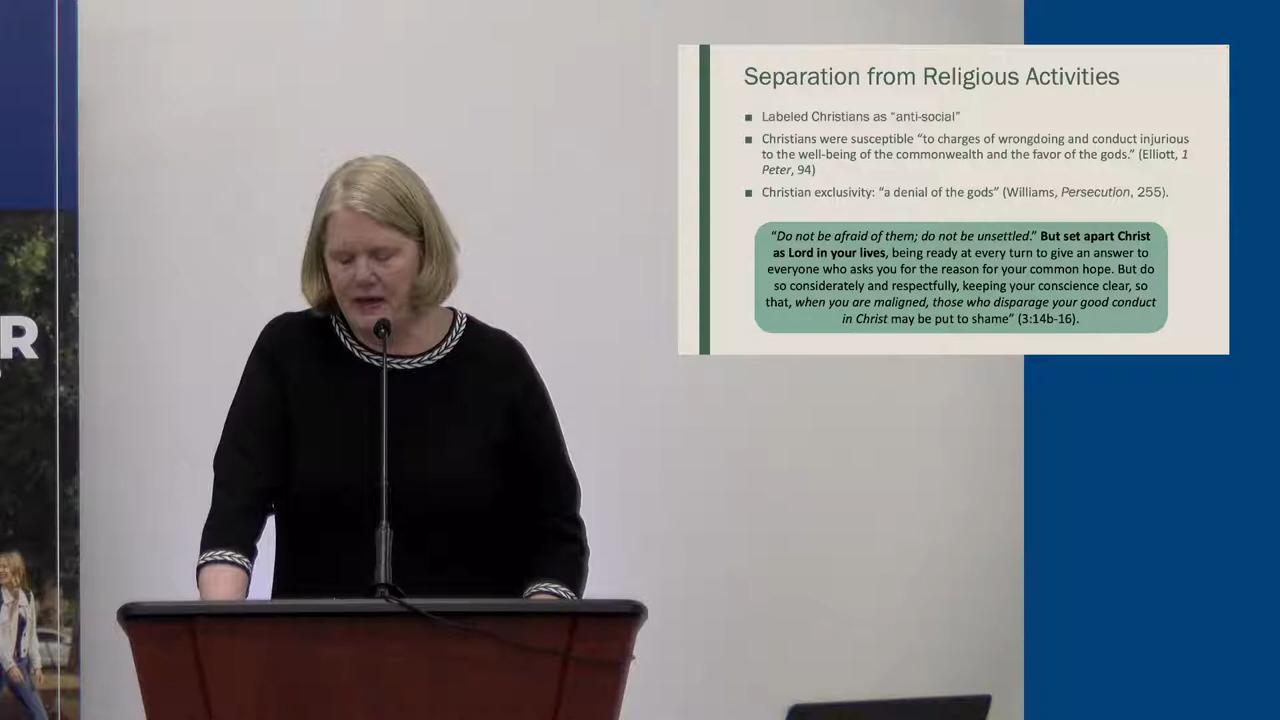 Separation from Religious Activities
■ Labeled Christians as “anti-social”
■ Christians were susceptible “to charges of wrongdoing and conduct injurious
to the well-being of the commonwealth and the favor of the gods.” (Elliott, 1
Peter, 94)
■ Christian exclusivity: “a denial of the gods” (Williams, Persecution, 255).
“Do not be afraid of them; do not be unsettled.” But set apart Christ
as Lord in your lives, being ready at every turn to give an answer to
everyone who asks you for the reason for your common hope. But do
so considerately and respectfully, keeping your conscience clear, so
that, when you are maligned, those who disparage your good conduct
in Christ may be put to shame” (3:14b-16).
R